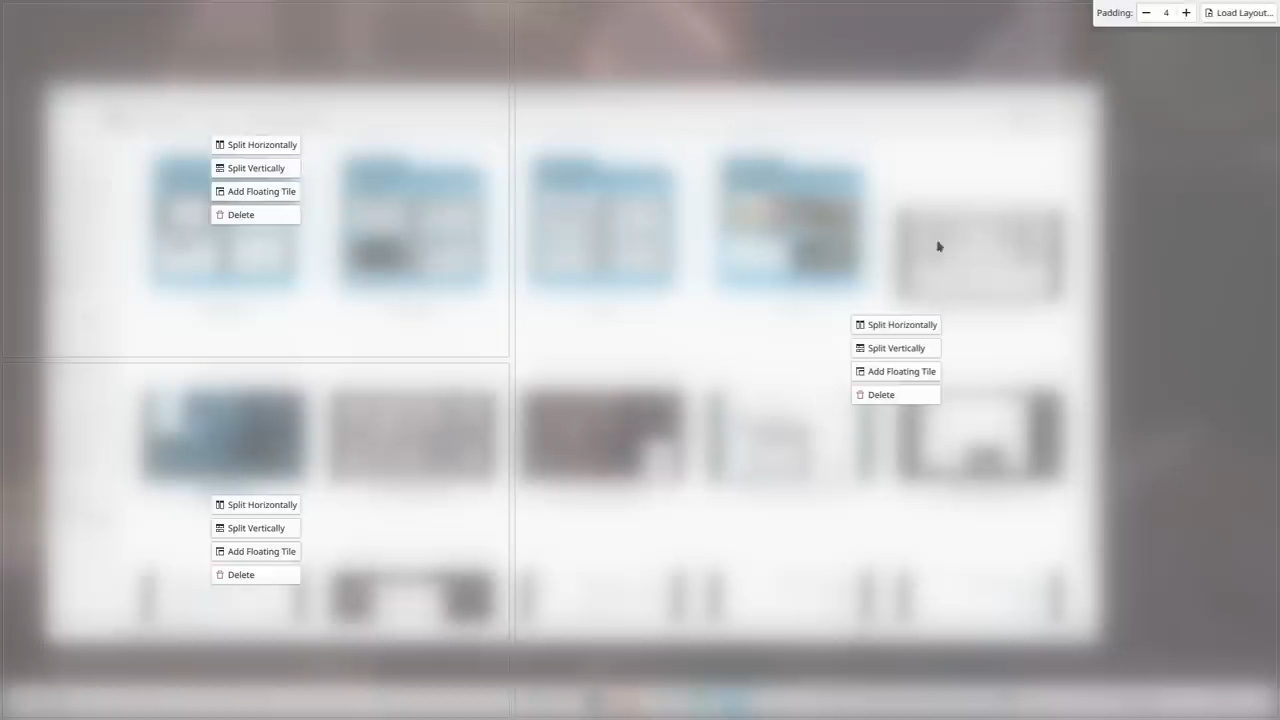 Padding: 4 Load Layout...
Split Horizontally
Split Vertically
Add Floating Tile
Delete
Split Horizontally
Split Vertically
Add Floating Tile
Delete
Split Horizontally
Split Vertically
Add Floating Tile
Delete